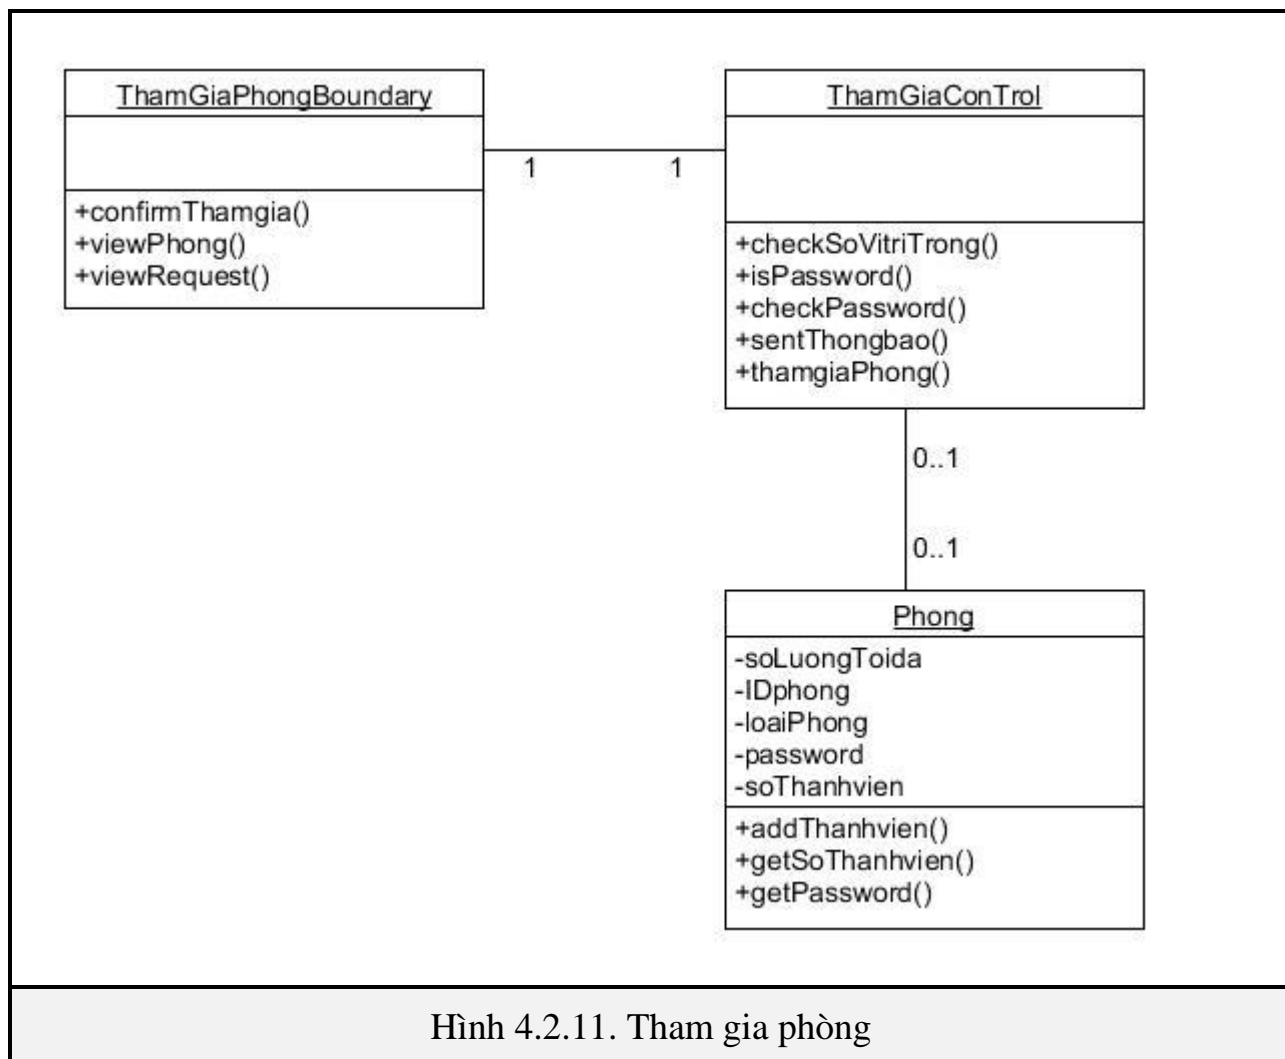 ThamGiaPhongBoundary
+confirmThamgia()
+viewPhong()
+viewRequest()
1
1
ThamGiaConTrol
+checkSoVitriTrong()
+isPassword()
+checkPassword()
+sentThongbao()
+thamgiaPhong()
0..1
0..1
Phong
-soLuongToida
-IDphong
-loaiPhong
-password
-soThanhvien
+addThanhvien()
+getSoThanhvien()
+getPassword()
Hình 4.2.11. Tham gia phòng